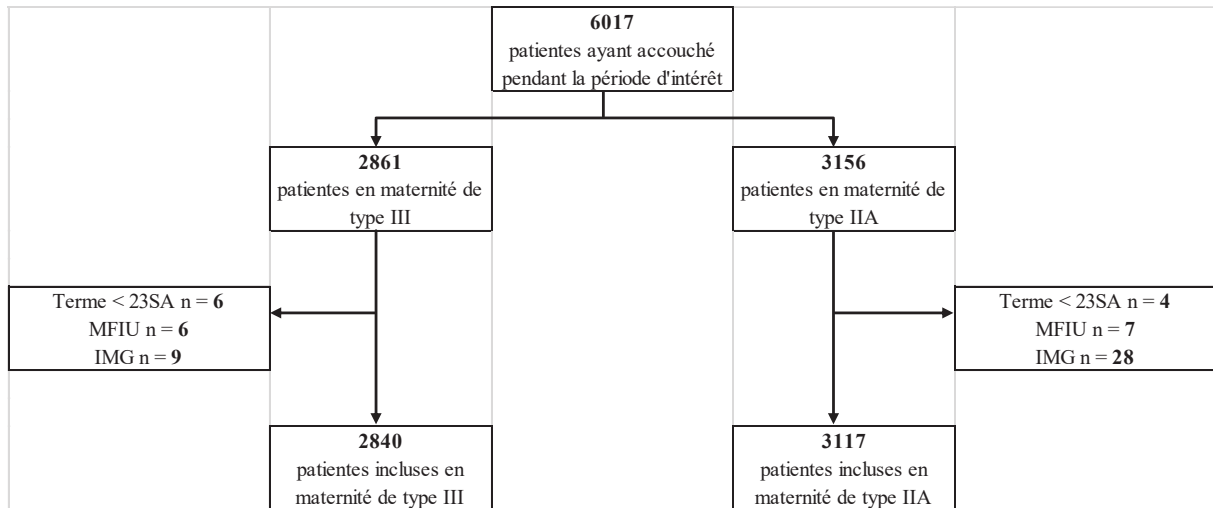 6017
patientes ayant accouché
pendant la période d'intérêt
2861
patientes en maternité de
type III
3156
patientes en maternité de
type IIA
Terme < 23SA n = 6
MFIU n = 6
IMG n = 9
Terme < 23SA n = 4
MFIU n = 7
IMG n = 28
2840
patientes incluses en
maternité de type III
3117
patientes incluses en
maternité de type IIA